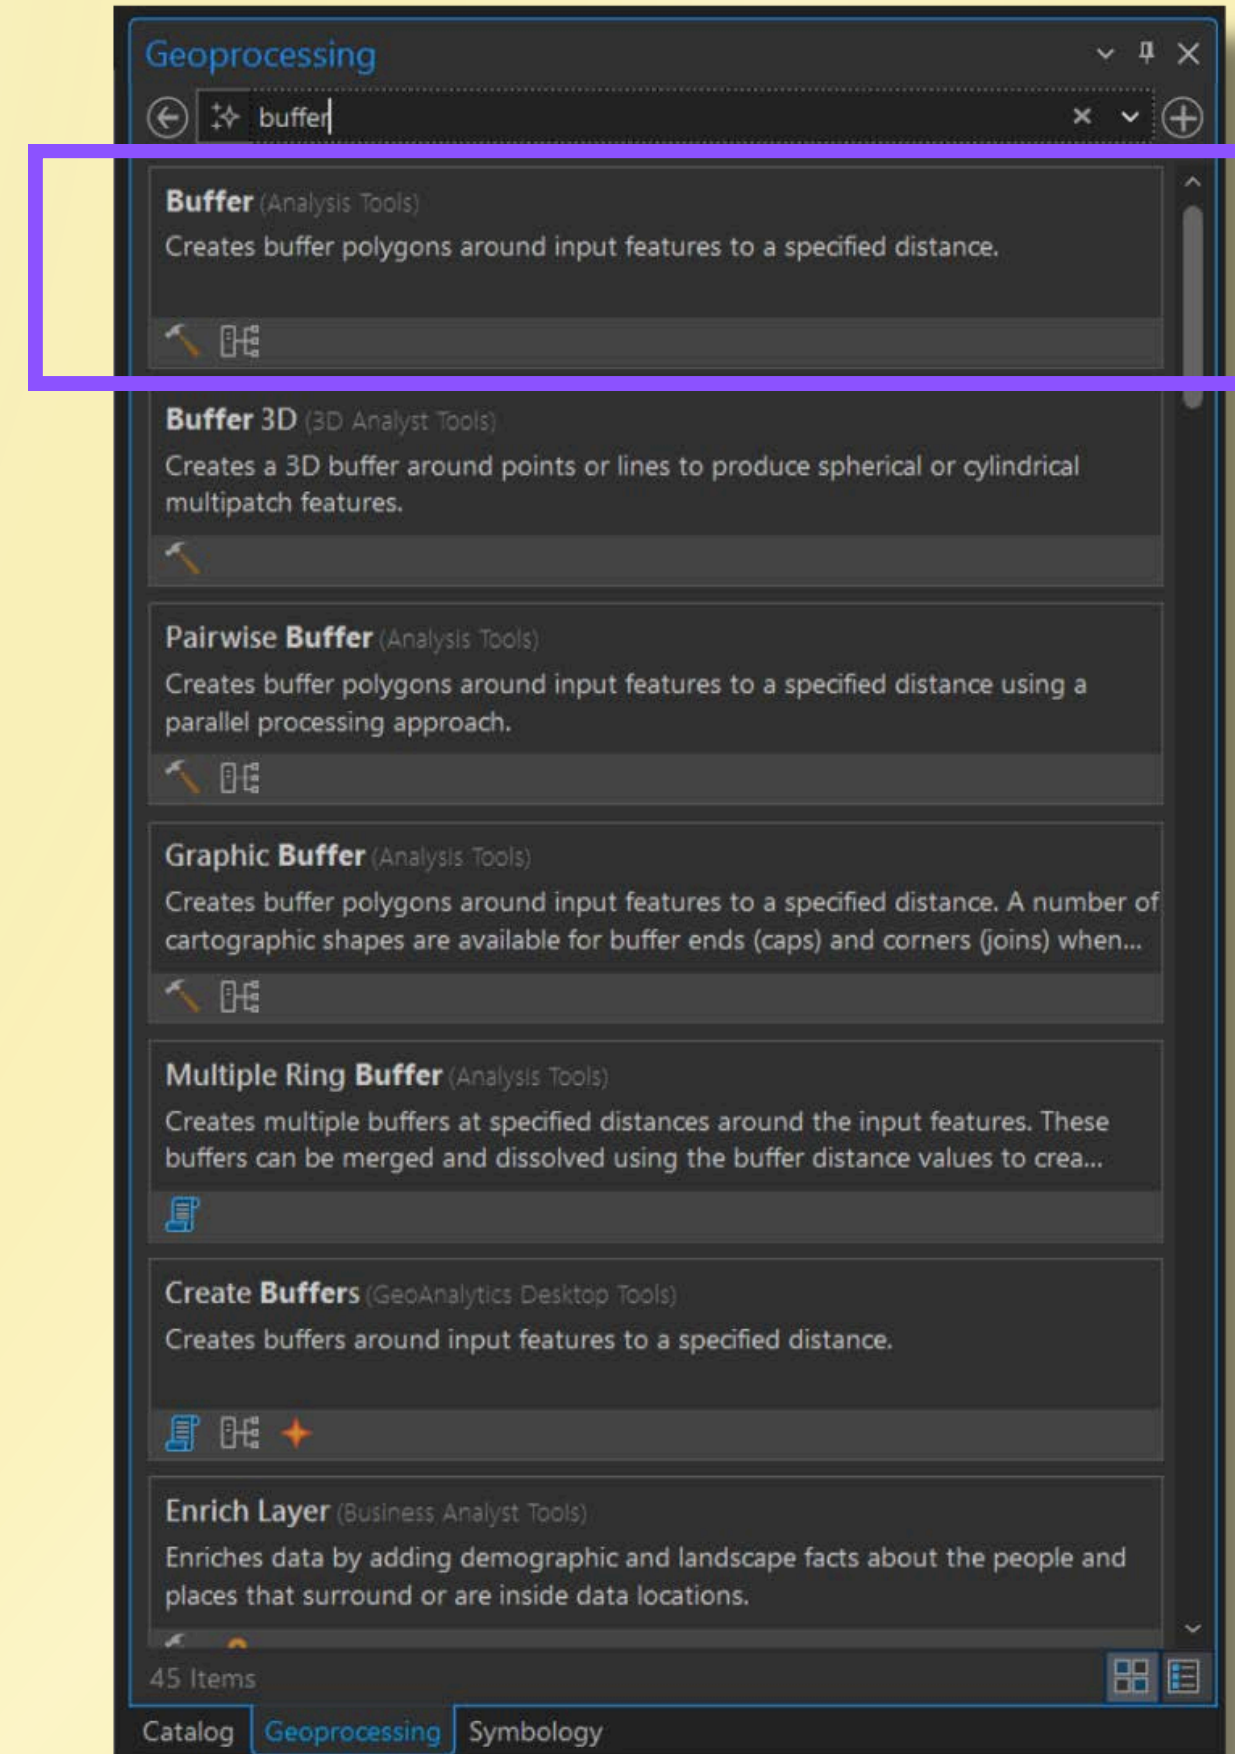 Geoprocessing
buffer
Buffer (Analysis Tools)
Creates buffer polygons around input features to a specified distance.
Buffer 3D (3D Analyst Tools)
Creates a 3D buffer around points or lines to produce spherical or cylindrical
multipatch features.
Pairwise Buffer (Analysis Tools)
Creates buffer polygons around input features to a specified distance using a
parallel processing approach.
Graphic Buffer (Analysis Tools)
Creates buffer polygons around input features to a specified distance. A number of
cartographic shapes are available for buffer ends (caps) and corners (joins) when...
Multiple Ring Buffer (Analysis Tools)
Creates multiple buffers at specified distances around the input features. These
buffers can be merged and dissolved using the buffer distance values to crea...
Create Buffers (GeoAnalytics Desktop Tools)
Creates buffers around input features to a specified distance.
Enrich Layer (Business Analyst Tools)
Enriches data by adding demographic and landscape facts about the people and
places that surround or are inside data locations.
45 Items
Catalog Geoprocessing Symbology